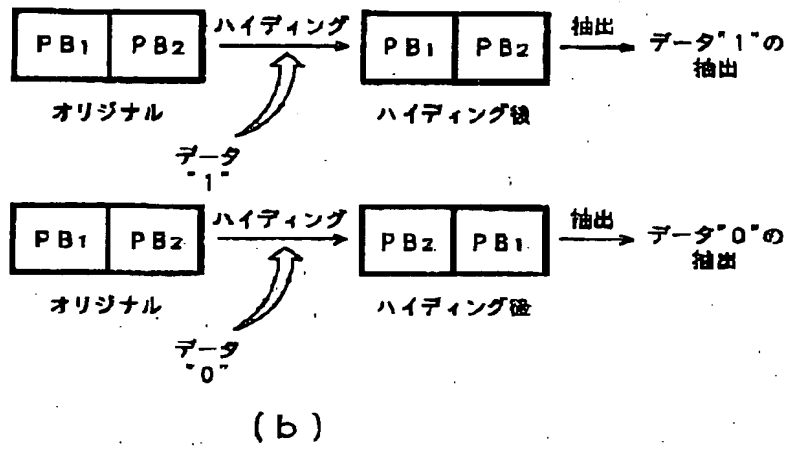 PB1 PB2 ハイディング PB1 PB2 抽出 データ"1"の
抽出
オリジナル ハイディング後
データ
"1"
PB1 PB2 ハイディング PB2 PB1 抽出 データ"0"の
抽出
オリジナル ハイディング後
データ
"0"
(b)